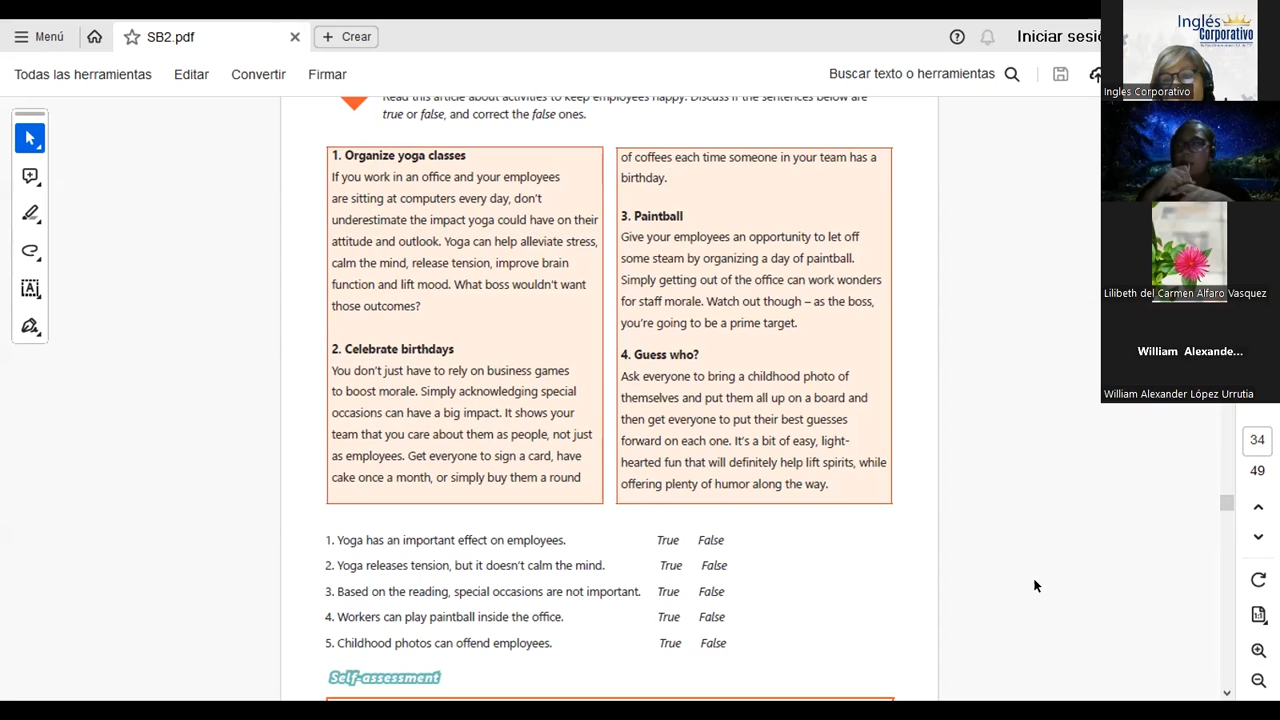 Menú
SB2.pdf
Crear
Iniciar sesió
Todas las herramientas
Editar
Convertir
Firmar
Buscar texto o herramientas
Read this article about activities to keep employees happy. Discuss if the sentences below are
true or false, and correct the false ones.
1. Organize yoga classes
If you work in an office and your employees
are sitting at computers every day, don't
underestimate the impact yoga could have on their
attitude and outlook. Yoga can help alleviate stress,
calm the mind, release tension, improve brain
function and lift mood. What boss wouldn't want
those outcomes?
2. Celebrate birthdays
You don't just have to rely on business games
to boost morale. Simply acknowledging special
occasions can have a big impact. It shows your
team that you care about them as people, not just
as employees. Get everyone to sign a card, have
cake once a month, or simply buy them a round
of coffees each time someone in your team has a
birthday.
3. Paintball
Give your employees an opportunity to let off
some steam by organizing a day of paintball.
Simply getting out of the office can work wonders
for staff morale. Watch out though – as the boss,
you're going to be a prime target.
4. Guess who?
Ask everyone to bring a childhood photo of
themselves and put them all up on a board and
then get everyone to put their best guesses
forward on each one. It's a bit of easy, light-
hearted fun that will definitely help lift spirits, while
offering plenty of humor along the way.
1. Yoga has an important effect on employees. True False
2. Yoga releases tension, but it doesn't calm the mind. True False
3. Based on the reading, special occasions are not important. True False
4. Workers can play paintball inside the office. True False
5. Childhood photos can offend employees. True False
Self-assessment
Inglés
Corporativo
Ingles Corporativo
Lilibeth del Carmen Alfaro Vasquez
William Alexande...
William Alexander López Urrutia
34
49